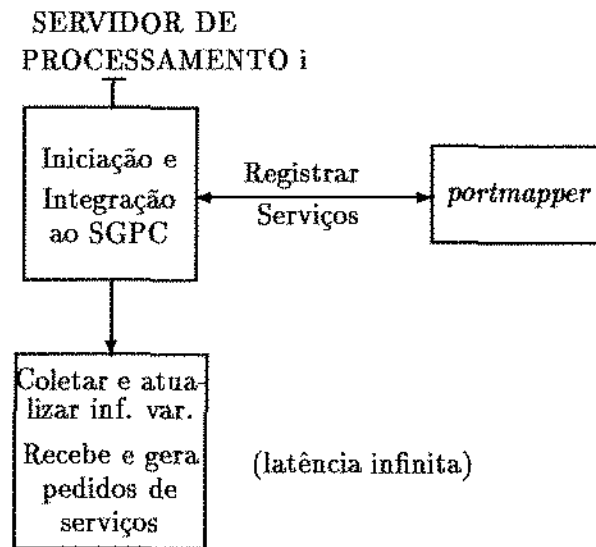 SERVIDOR DE
PROCESSAMENTO i
Iniciação e
Integração
ao SGPC
Registrar
Serviços
portmapper
Coletar e atua-
lizar inf. var.
Recebe e gera
pedidos de
serviços
(latência infinita)